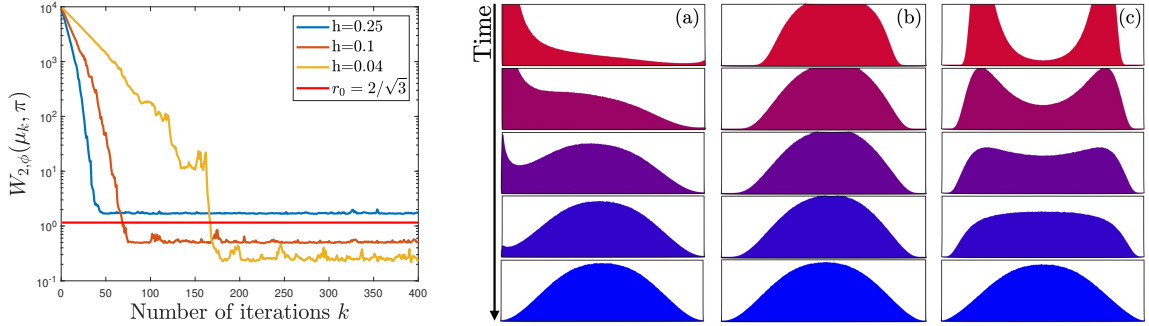 10^4
10^3
10^2
10^1
10^0
10^-1
W_{2,ϕ}(μ_k, π)
h=0.25
h=0.1
h=0.04
r_0 = 2/√3
0 50 100 150 200 250 300 350 400
Number of iterations k
Time
(a)
(b)
(c)